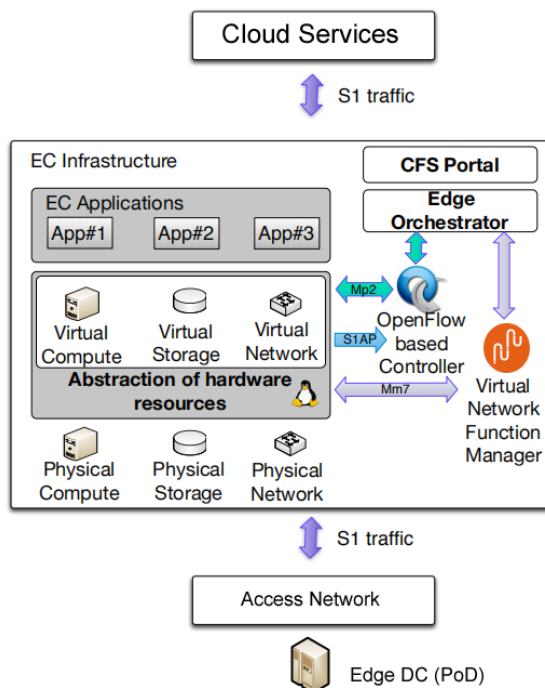 Cloud Services
S1 traffic
EC Infrastructure
CFS Portal
Edge
Orchestrator
EC Applications
App#1
App#2
App#3
Mp2
OpenFlow
based
Controller
S1AP
Mm7
Virtual
Compute
Virtual
Storage
Virtual
Network
Abstraction of hardware
resources
Virtual
Network
Function
Manager
Physical
Compute
Physical
Storage
Physical
Network
S1 traffic
Access Network
Edge DC (PoD)